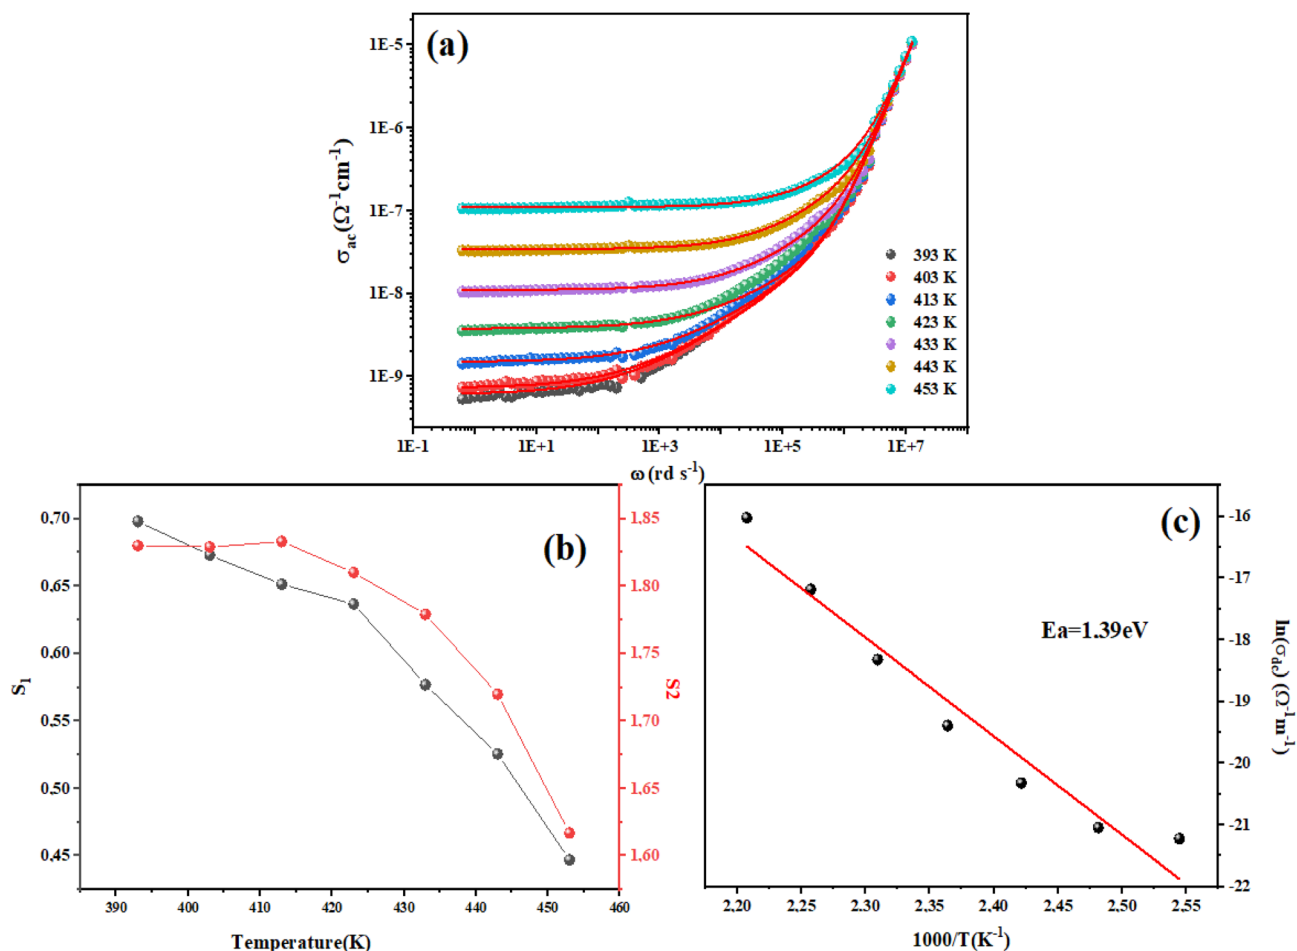 (a)
1E-5
1E-6
1E-7
1E-8
1E-9
σac (Ω-1cm-1)
393 K
403 K
413 K
423 K
433 K
443 K
453 K
1E-1
1E+1
1E+3
1E+5
1E+7
ω (rd s-1)
(b)
0,70
0,65
0,60
0,55
0,50
0,45
S1
1,85
1,80
1,75
1,70
1,65
1,60
S2
390
400
410
420
430
440
450
460
Temperature(K)
(c)
Ea=1.39eV
-16
-17
-18
-19
-20
-21
-22
ln(σdc) (Ω-1m-1)
2,20
2,25
2,30
2,35
2,40
2,45
2,50
2,55
1000/T(K-1)